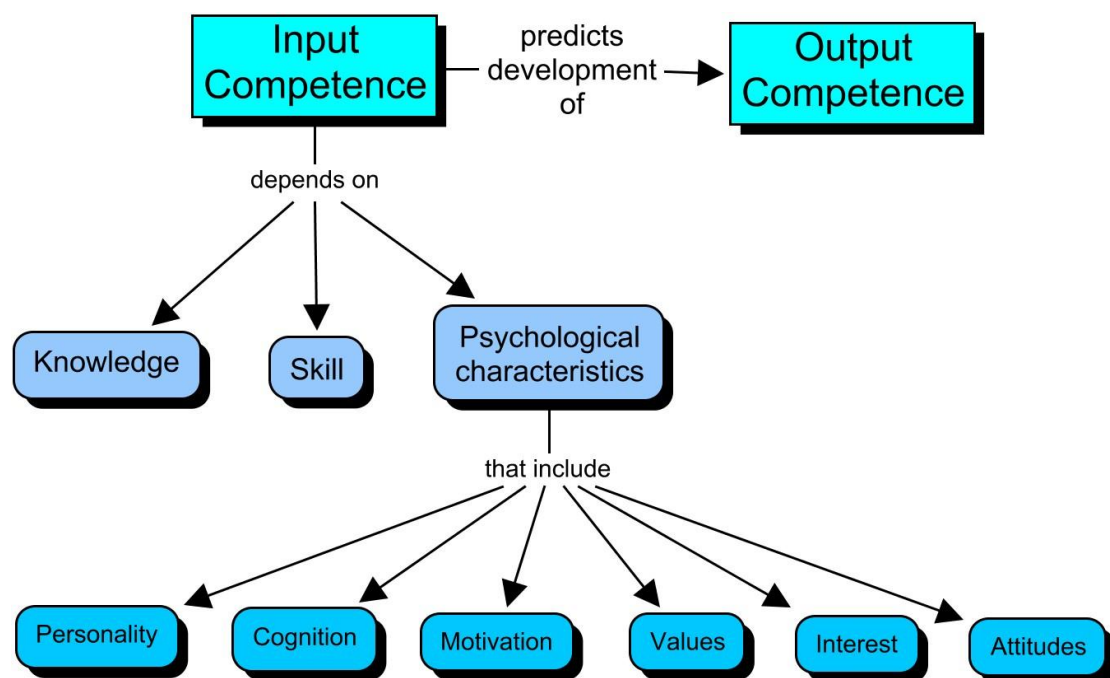 Input
Competence
predicts
development
of
Output
Competence
depends on
Knowledge
Skill
Psychological
characteristics
that include
Personality
Cognition
Motivation
Values
Interest
Attitudes